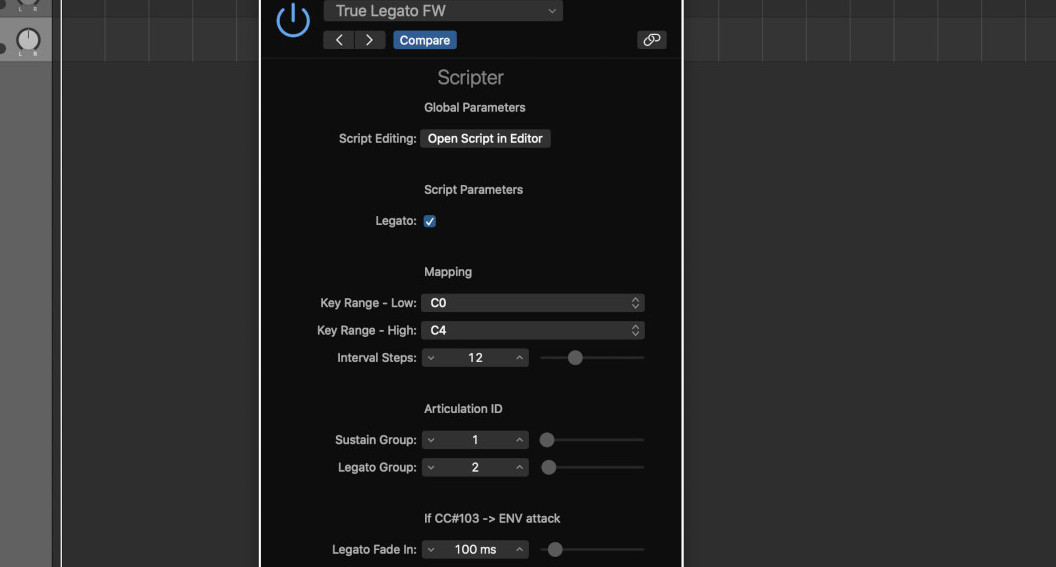 L R
True Legato FW
L R
Compare
Scripter
Global Parameters
Script Editing: Open Script in Editor
Script Parameters
Legato:
Mapping
Key Range - Low: C0
Key Range - High: C4
Interval Steps: 12
Articulation ID
Sustain Group: 1
Legato Group: 2
If CC#103 -> ENV attack
Legato Fade In: 100 ms